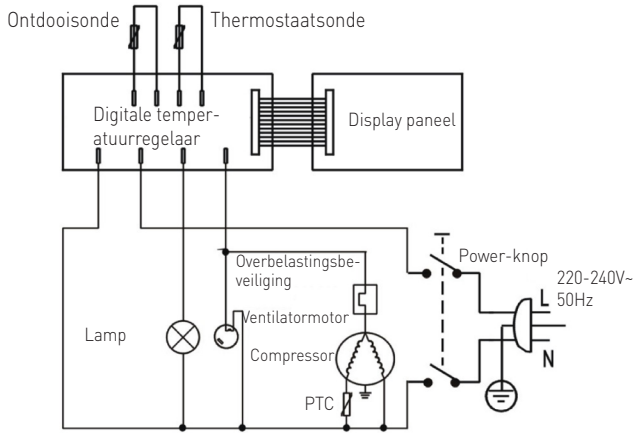 Ontdooisonde
Thermostaatsonde
Digitale temper-
atuurregelaar
Display paneel
Overbelastingsbe-
veiliging
Power-knop
220-240V~
50Hz
L
Ventilatormotor
Lamp
Compressor
N
PTC